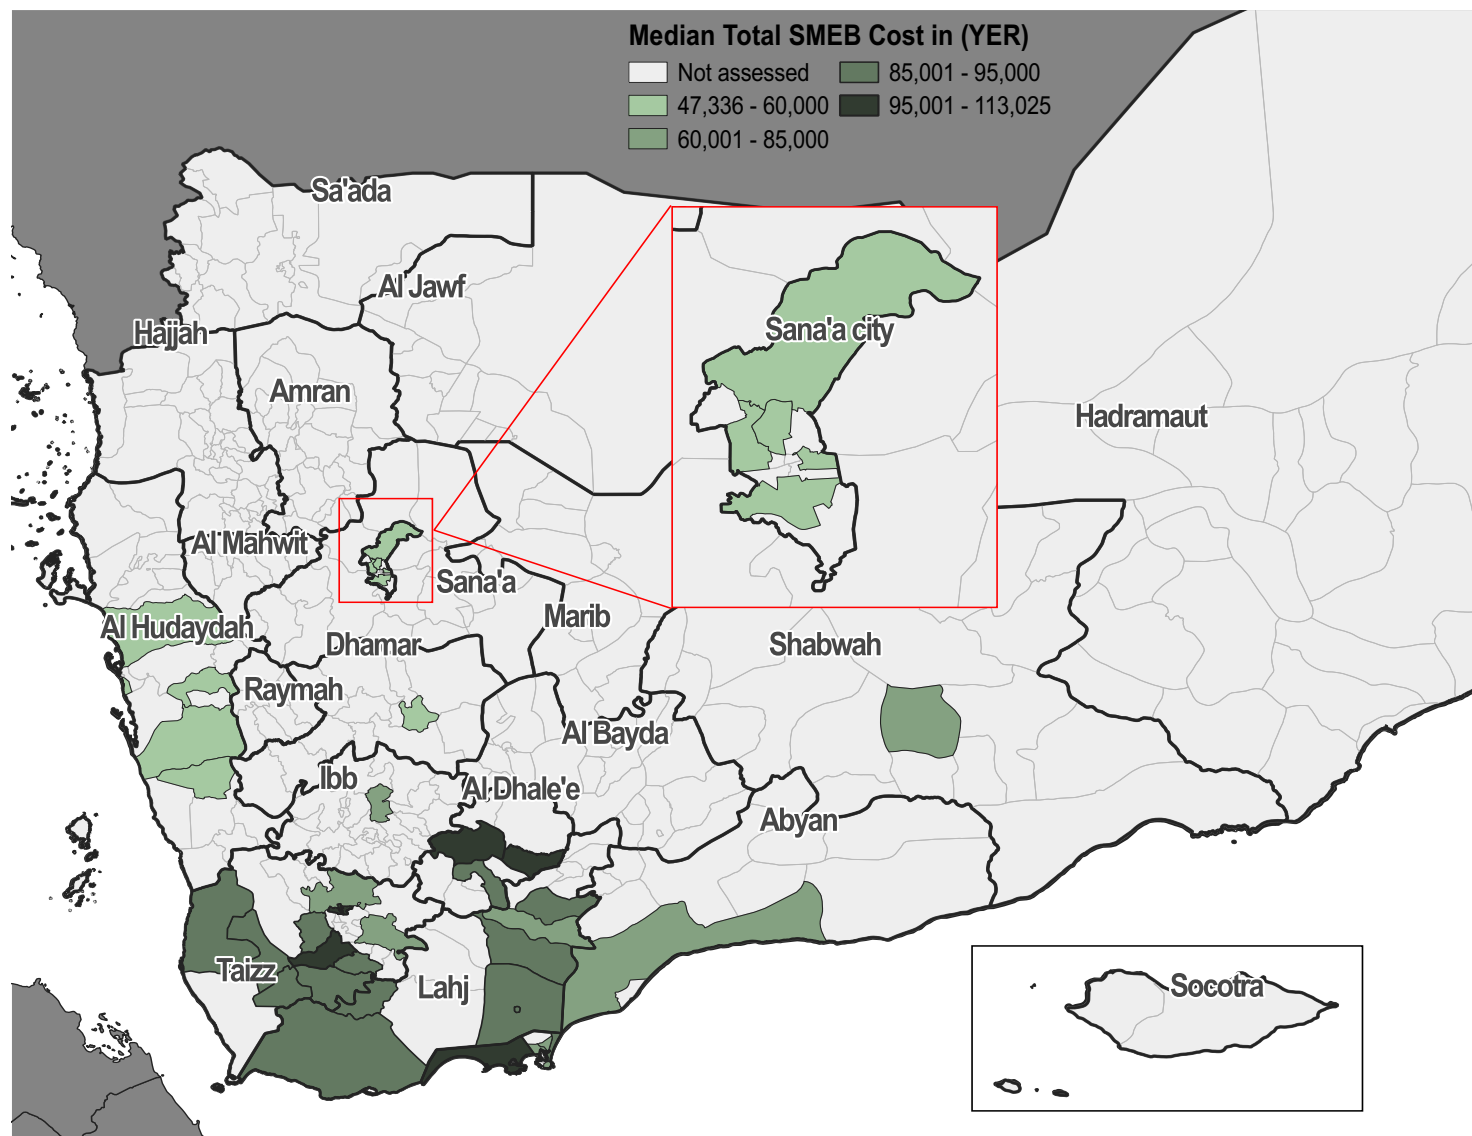 Median Total SMEB Cost in (YER)
Not assessed
85,001 - 95,000
47,336 - 60,000
95,001 - 113,025
60,001 - 85,000
Sa'ada
Al Jawf
Hajjah
Sana'a city
Amran
Hadramaut
Al Mahwit
Sana'a
Marib
Al Hudaydah
Dhamar
Shabwah
Raymah
Al Bayda
Ibb
Al Dhale'e
Abyan
Taizz
Lahj
Socotra